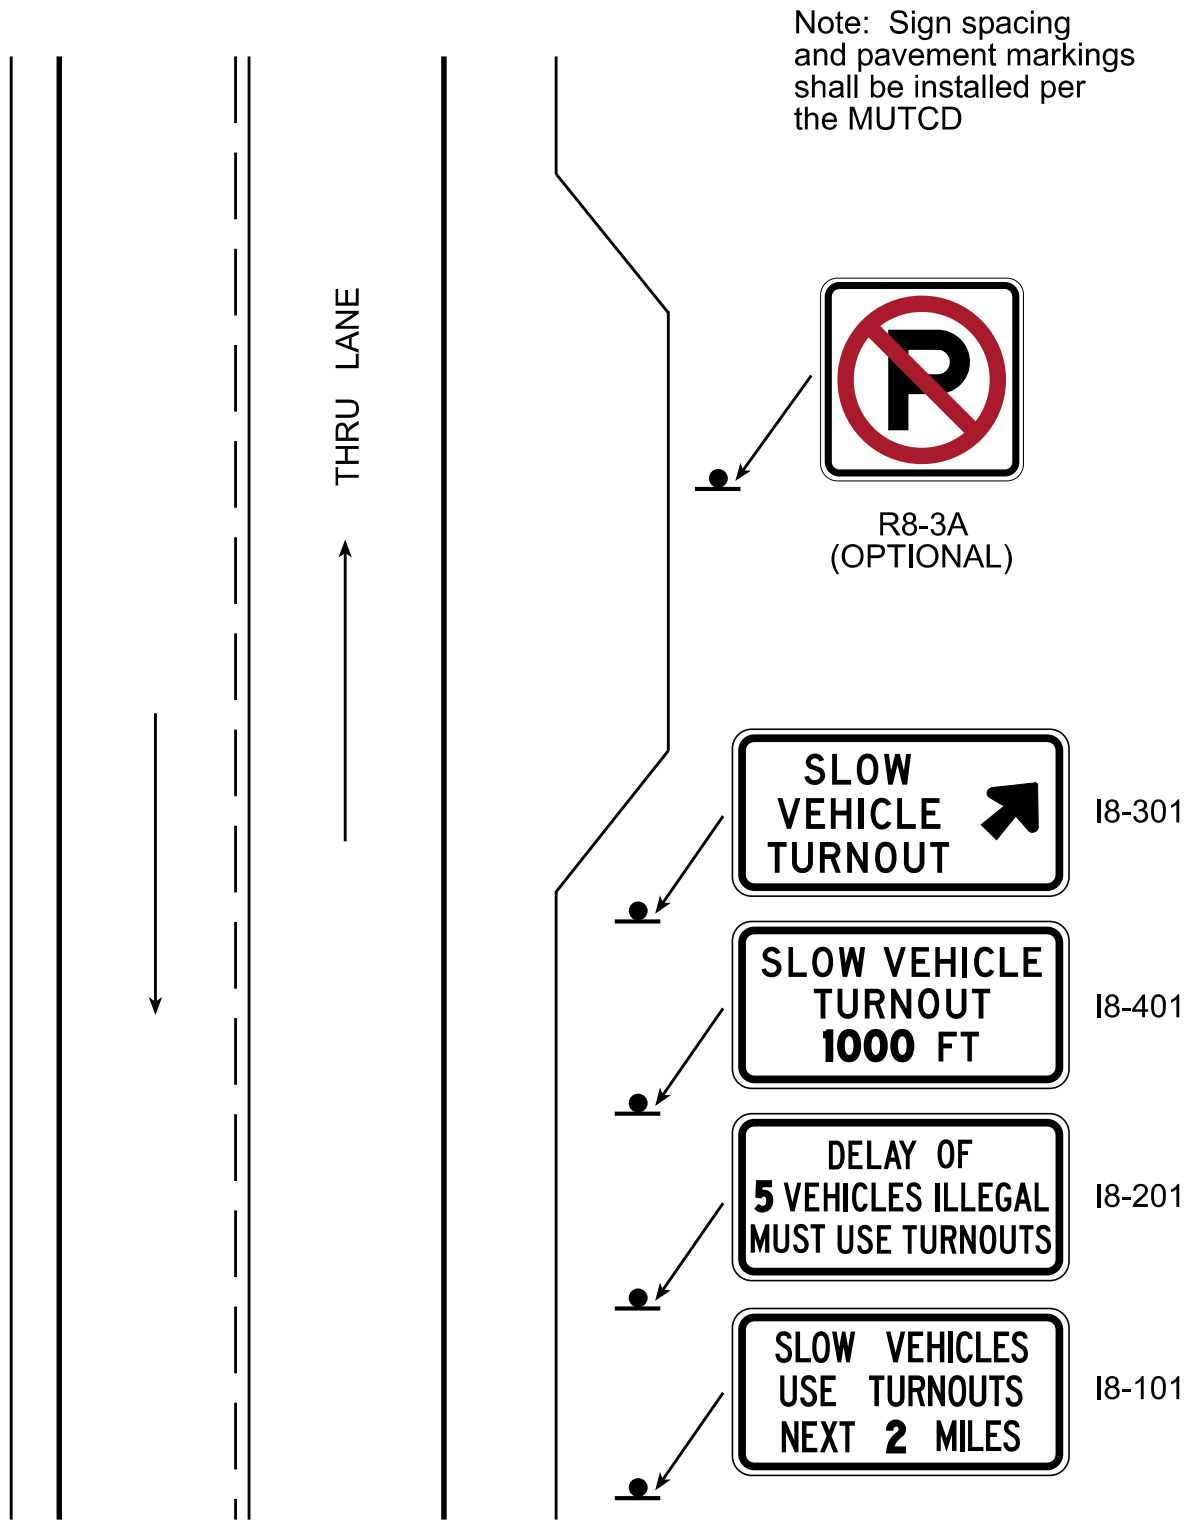 Note: Sign spacing
and pavement markings
shall be installed per
the MUTCD
THRU LANE
P
R8-3A
(OPTIONAL)
SLOW
VEHICLE
TURNOUT
I8-301
SLOW VEHICLE
TURNOUT
1000 FT
I8-401
DELAY OF
5 VEHICLES ILLEGAL
MUST USE TURNOUTS
I8-201
SLOW VEHICLES
USE TURNOUTS
NEXT 2 MILES
I8-101